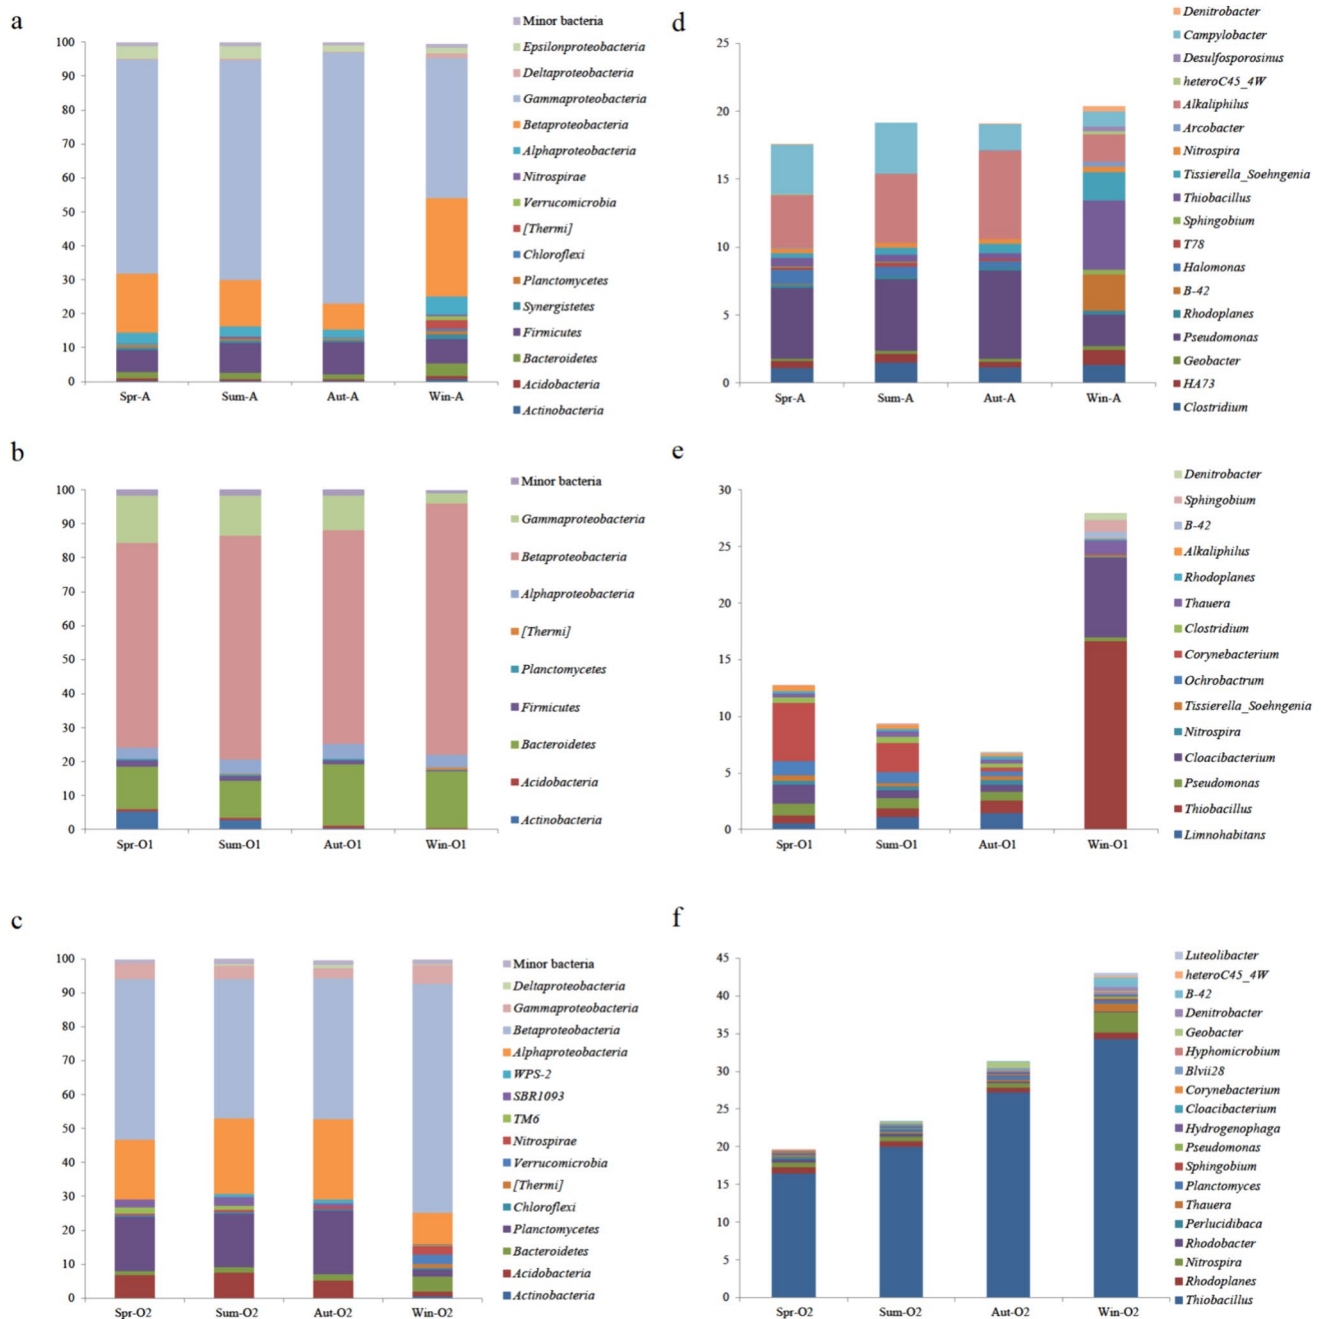 a
100
90
80
70
60
50
40
30
20
10
0
Spr-A
Sum-A
Aut-A
Win-A
Minor bacteria
Epsilonproteobacteria
Deltaproteobacteria
Gammaproteobacteria
Betaproteobacteria
Alphaproteobacteria
Nitrospirae
Verrucomicrobia
[Thermi]
Chloroflexi
Planctomycetes
Synergistetes
Firmicutes
Bacteroidetes
Acidobacteria
Actinobacteria
d
25
20
15
10
5
0
Spr-A
Sum-A
Aut-A
Win-A
Denitrobacter
Campylobacter
Desulfosporosinus
heteroC45_4W
Alkaliphilus
Arcobacter
Nitrospira
Tissierella_Soehngenia
Thiobacillus
Sphingobium
T78
Halomonas
B-42
Rhodoplanes
Pseudomonas
Geobacter
HA73
Clostridium
b
100
90
80
70
60
50
40
30
20
10
0
Spr-O1
Sum-O1
Aut-O1
Win-O1
Minor bacteria
Gammaproteobacteria
Betaproteobacteria
Alphaproteobacteria
[Thermi]
Planctomycetes
Firmicutes
Bacteroidetes
Acidobacteria
Actinobacteria
e
30
25
20
15
10
5
0
Spr-O1
Sum-O1
Aut-O1
Win-O1
Denitrobacter
Sphingobium
B-42
Alkaliphilus
Rhodoplanes
Thauera
Clostridium
Corynebacterium
Ochrobactrum
Tissierella_Soehngenia
Nitrospira
Cloacibacterium
Pseudomonas
Thiobacillus
Limnohabitans
c
100
90
80
70
60
50
40
30
20
10
0
Spr-O2
Sum-O2
Aut-O2
Win-O2
Minor bacteria
Deltaproteobacteria
Gammaproteobacteria
Betaproteobacteria
Alphaproteobacteria
WPS-2
SBR1093
TM6
Nitrospirae
Verrucomicrobia
[Thermi]
Chloroflexi
Planctomycetes
Bacteroidetes
Acidobacteria
Actinobacteria
f
45
40
35
30
25
20
15
10
5
0
Spr-O2
Sum-O2
Aut-O2
Win-O2
Luteolibacter
heteroC45_4W
B-42
Denitrobacter
Geobacter
Hyphomicrobium
Blvii28
Corynebacterium
Cloacibacterium
Hydrogenophaga
Pseudomonas
Sphingobium
Planctomyces
Thauera
Perlucidibaca
Rhodobacter
Nitrospira
Rhodoplanes
Thiobacillus